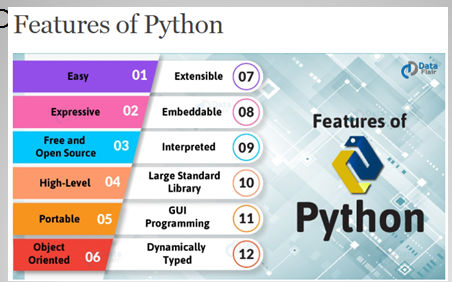 Features of Python
Easy 01
Expressive 02
Free and
Open Source 03
High-Level 04
Portable 05
Object
Oriented 06
Extensible 07
Embeddable 08
Interpreted 09
Large Standard
Library 10
GUI
Programming 11
Dynamically
Typed 12
Data
Flair
Features of
Python